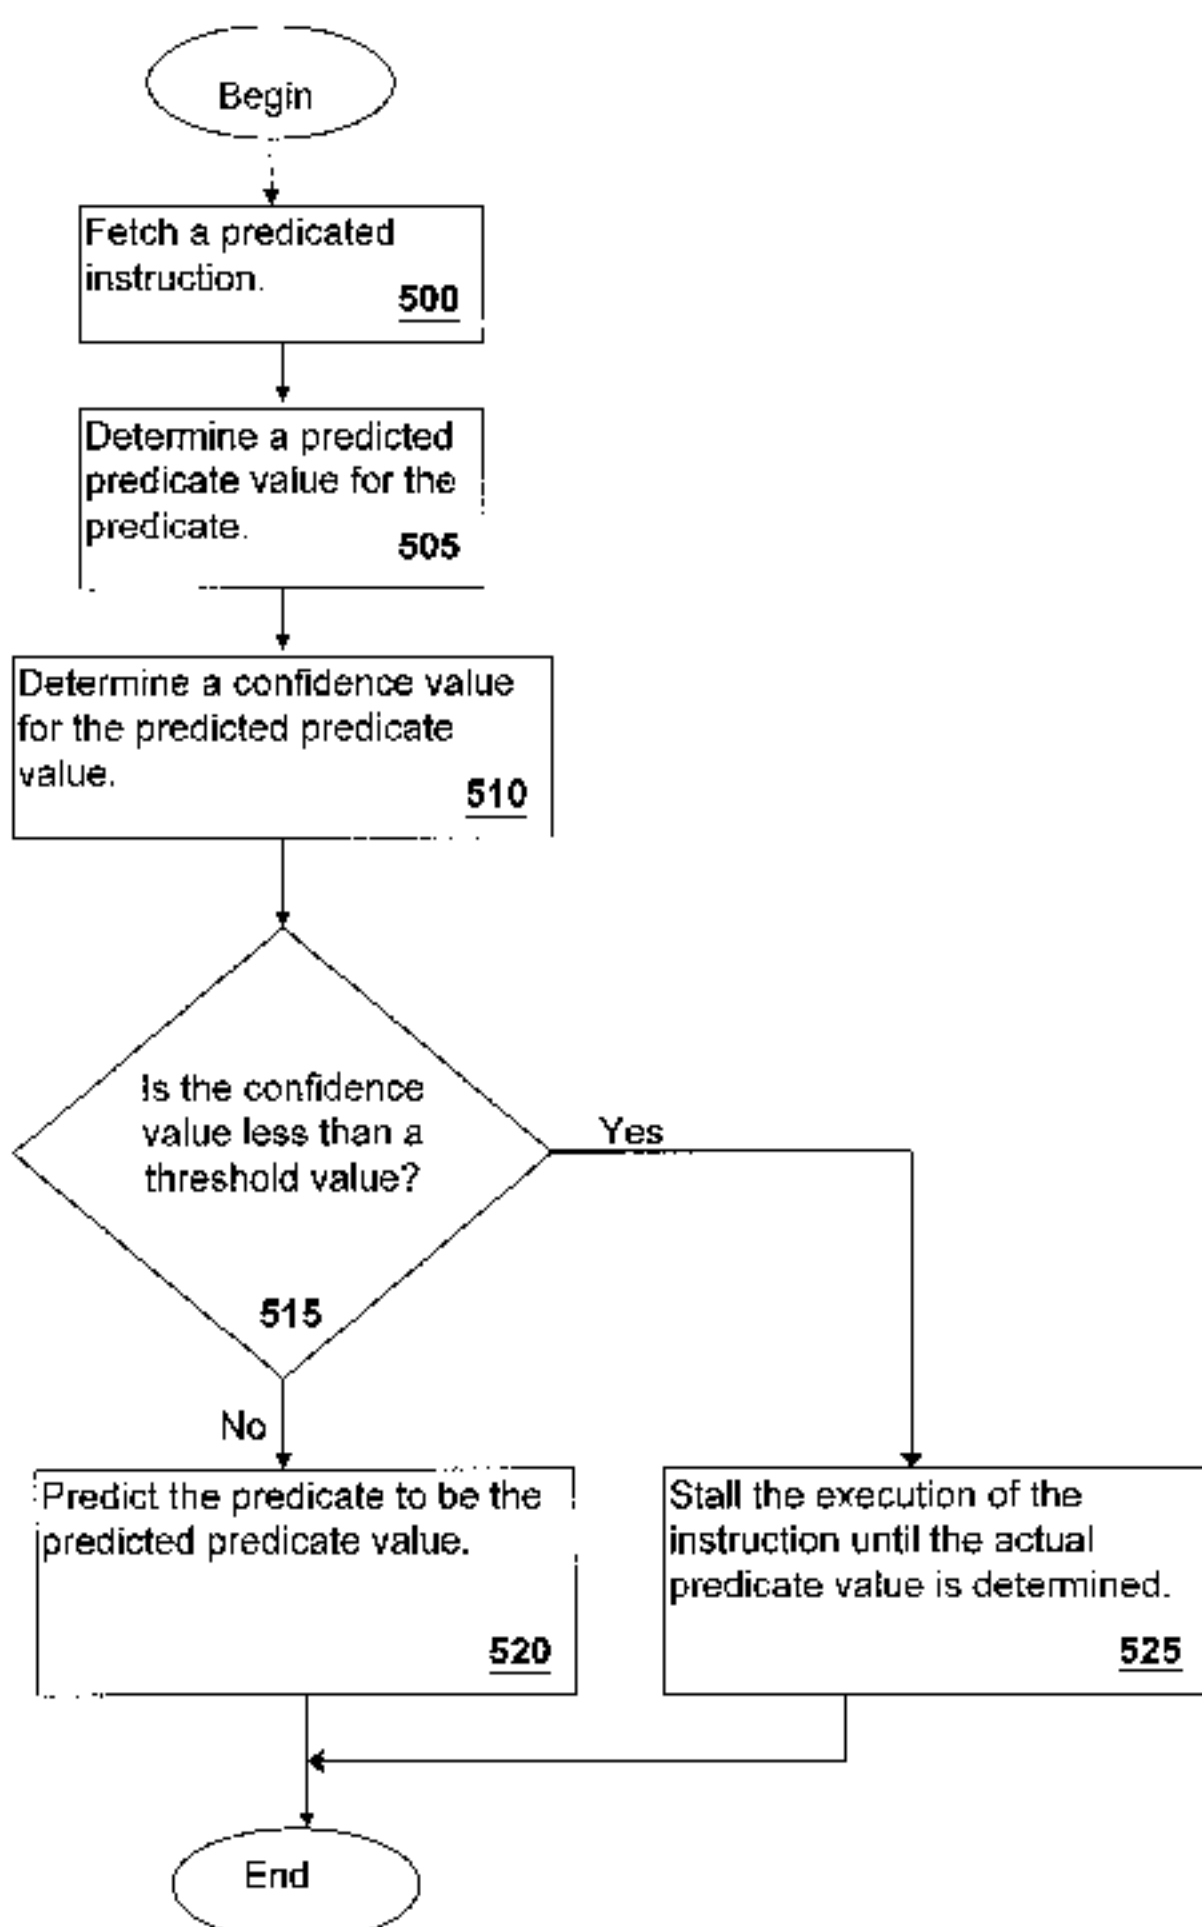 Begin
Fetch a predicated
instruction.
500
Determine a predicted
predicate value for the
predicate.
505
Determine a confidence value
for the predicted predicate
value.
510
Is the confidence
value less than a
threshold value?
515
Yes
No
Predict the predicate to be the
predicted predicate value.
520
Stall the execution of the
instruction until the actual
predicate value is determined.
525
End